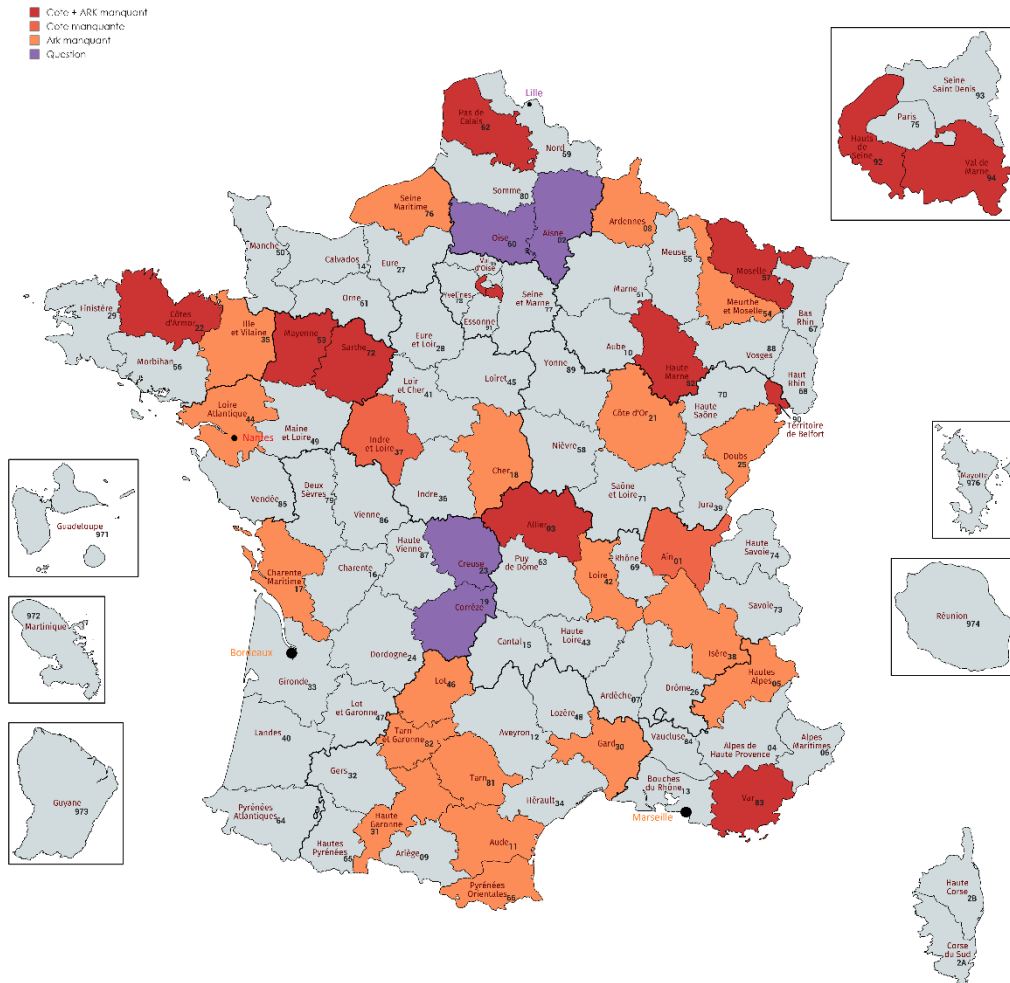 Cote + ARK manquant
Cote manquante
Ark manquant
Question
Lille
Pas de
Calais
62
Nord
59
Somme
80
Seine
Maritime
76
Oise
60
Aisne
02
Ardennes
08
Manche
50
Calvados
14
Eure
27
Val
d'Oise
95
Meuse
55
Moselle
57
Marne
51
Meurthe
et Moselle
54
Bas
Rhin
67
Orne
61
Yvelines
78
Essonne
91
Seine
et Marne
77
Finistère
29
Côtes
d'Armor
22
Ille
et Vilaine
35
Mayenne
53
Sarthe
72
Eure
et Loir
28
Aube
10
Haute
Marne
52
Vosges
88
Haut
Rhin
68
Morbihan
56
Loir
et Cher
41
Loiret
45
Yonne
89
Haute
Saône
70
90
Territoire
de Belfort
Loire
Atlantique
44
Nantes
Maine
et Loire
49
Indre
et Loire
37
Côte d'Or
21
Nièvre
58
Doubs
25
Cher
18
Vendée
85
Deux
Sèvres
79
Vienne
86
Indre
36
Saône
et Loire
71
Jura
39
Allier
03
Haute
Vienne
87
Creuse
23
Puy
de Dôme
63
Loire
42
Rhône
69
Ain
01
Haute
Savoie
74
Charente
Maritime
17
Charente
16
Corrèze
19
Savoie
73
Bordeaux
Gironde
33
Dordogne
24
Cantal
15
Haute
Loire
43
Isère
38
Hautes
Alpes
05
Lot
46
Ardèche
07
Drôme
26
Lot
et Garonne
47
Lozère
48
Landes
40
Tarn
et Garonne
82
Aveyron
12
Gard
30
Vaucluse
84
Alpes de
Haute Provence
04
Alpes
Maritimes
06
Gers
32
Tarn
81
Hérault
34
Bouches
du Rhône
13
Var
83
Marseille
Pyrénées
Atlantiques
64
Haute
Garonne
31
Hautes
Pyrénées
65
Ariège
09
Aude
11
Pyrénées
Orientales
66
Haute
Corse
2B
Corse
du Sud
2A
Seine
Saint Denis
93
Paris
75
Hauts
de
Seine
92
Val de
Marne
94
Mayotte
976
Réunion
974
Guadeloupe
971
972
Martinique
Guyane
973